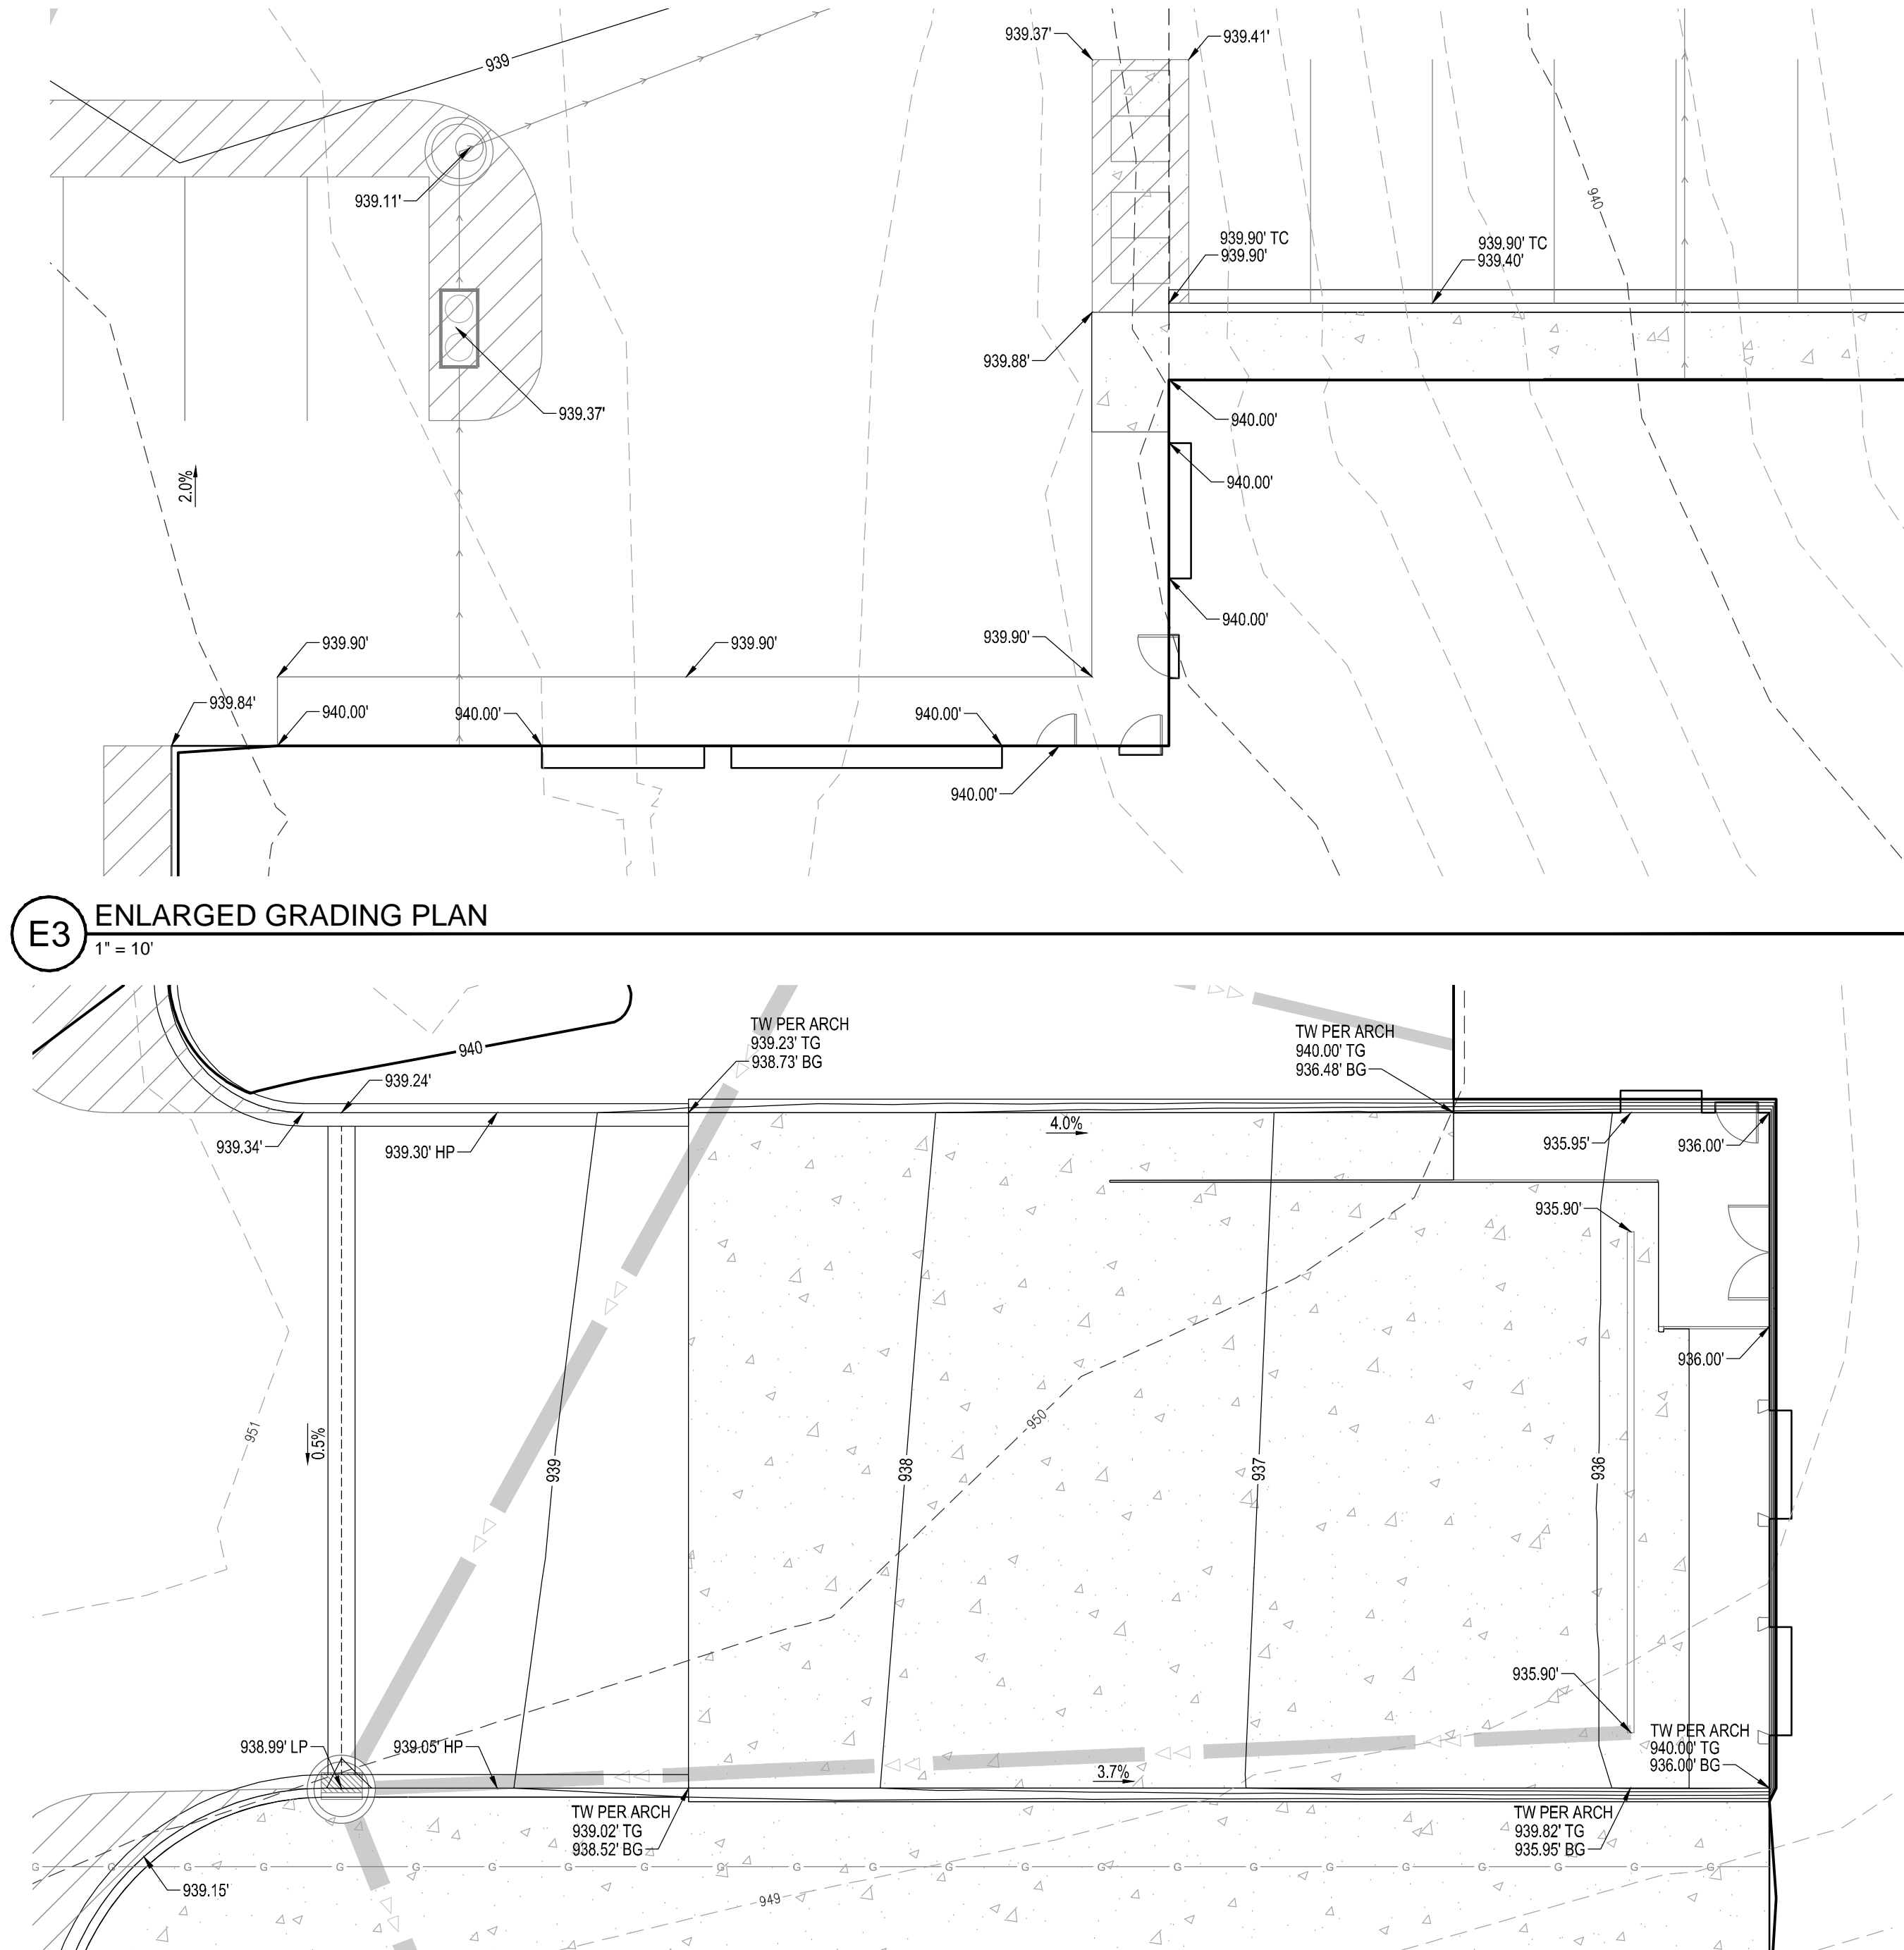 939.37'
939.41'
939
939.11'
939.90' TC
939.90'
939.90' TC
939.40'
940
939.88'
939.37'
940.00'
2.0%
940.00'
940.00'
939.90'
939.90'
939.90'
939.84'
940.00'
940.00'
940.00'
940.00'
E3
ENLARGED GRADING PLAN
1" = 10'
TW PER ARCH
939.23' TG
938.73' BG
TW PER ARCH
940.00' TG
936.48' BG
940
939.24'
4.0%
939.34'
939.30' HP
935.95'
936.00'
935.90'
936.00'
951
0.5%
950
939
938
937
936
935.90'
TW PER ARCH
940.00' TG
936.00' BG
938.99' LP
939.05' HP
3.7%
TW PER ARCH
939.02' TG
938.52' BG
TW PER ARCH
939.82' TG
935.95' BG
G G G G G G G G G G G G G G G G G G G G G G G
939.15'
949